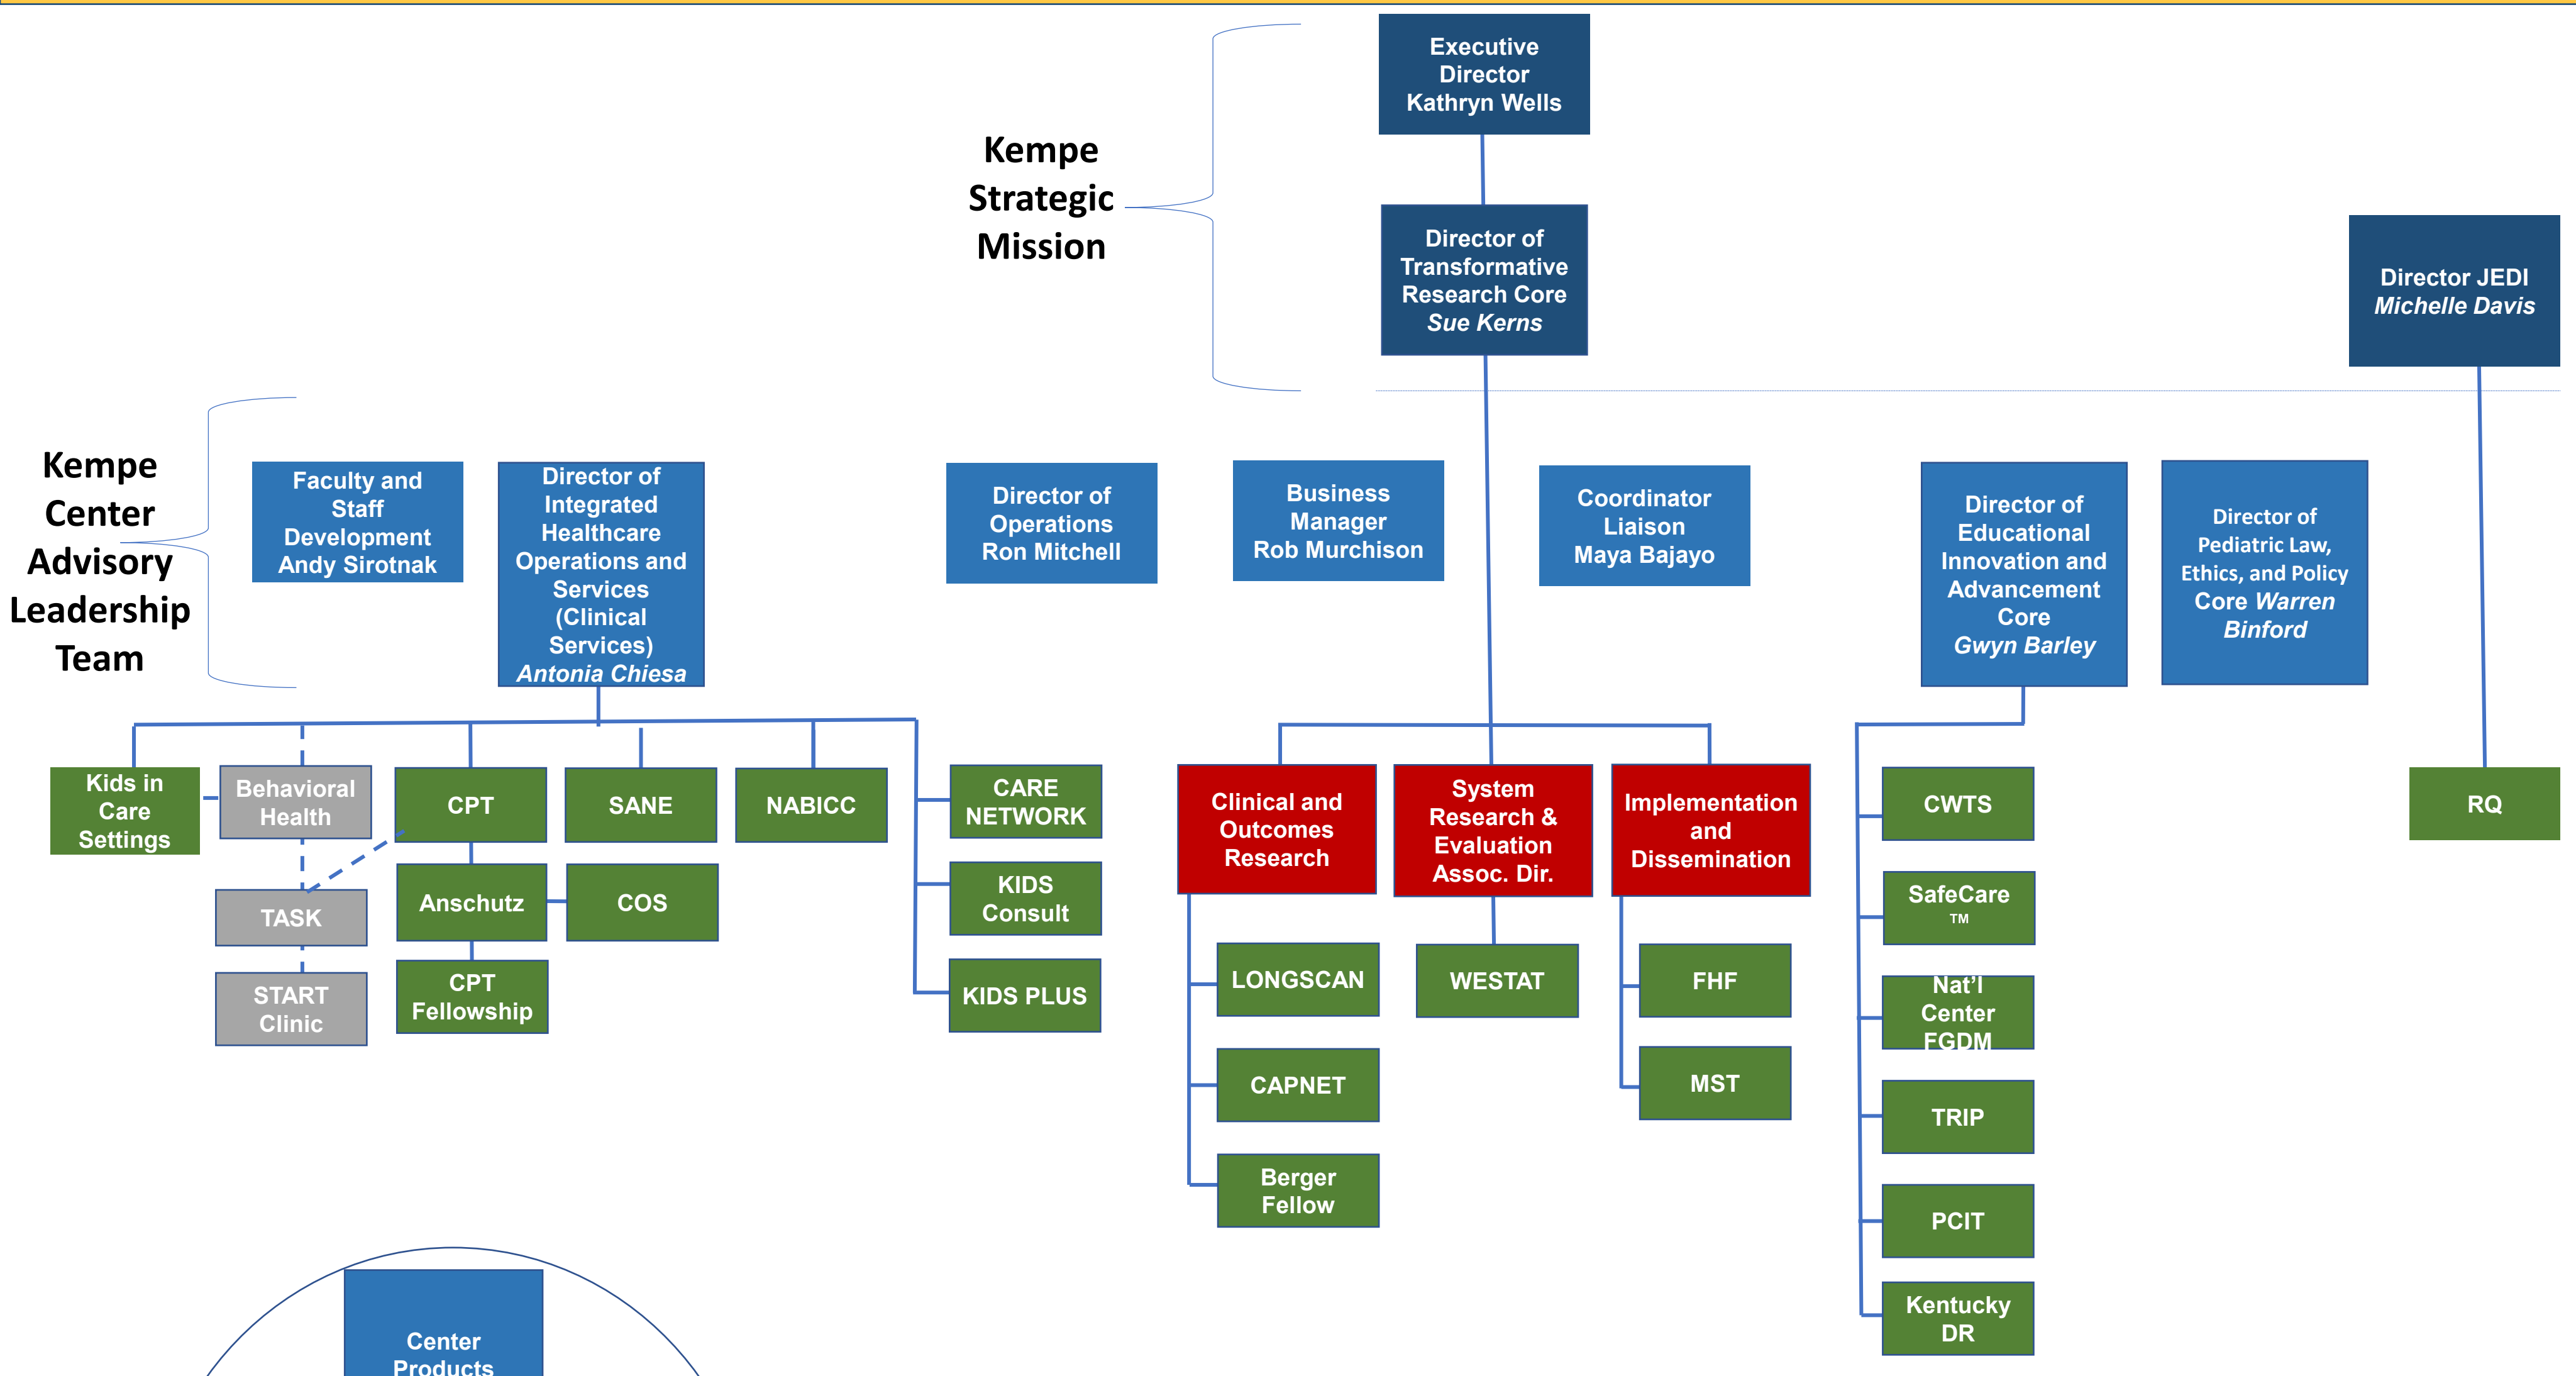 Executive
Director
Kathryn Wells
Kempe
Strategic
Mission
Director of
Transformative
Research Core
Sue Kerns
Director JEDI
Michelle Davis
Kempe
Center
Advisory
Leadership
Team
Faculty and
Staff
Development
Andy Sirotnak
Director of
Integrated
Healthcare
Operations and
Services
(Clinical
Services)
Antonia Chiesa
Director of
Operations
Ron Mitchell
Business
Manager
Rob Murchison
Coordinator
Liaison
Maya Bajayo
Director of
Educational
Innovation and
Advancement
Core
Gwyn Barley
Director of
Pediatric Law,
Ethics, and Policy
Core Warren
Binford
Kids in
Care
Settings
Behavioral
Health
CPT
SANE
NABICC
CARE
NETWORK
TASK
Anschutz
COS
KIDS
Consult
START
Clinic
CPT
Fellowship
KIDS PLUS
Clinical and
Outcomes
Research
System
Research &
Evaluation
Assoc. Dir.
Implementation
and
Dissemination
LONGSCAN
WESTAT
FHF
CAPNET
MST
Berger
Fellow
CWTS
SafeCare
TM
Nat’l
Center
FGDM
TRIP
PCIT
Kentucky
DR
RQ
Center
Products